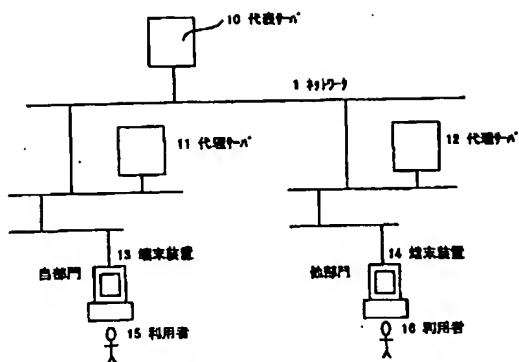 10 代表サーバ
1 ネットワーク
11 代理サーバ
12 代理サーバ
13 端末装置
14 端末装置
自部門
他部門
15 利用者
16 利用者